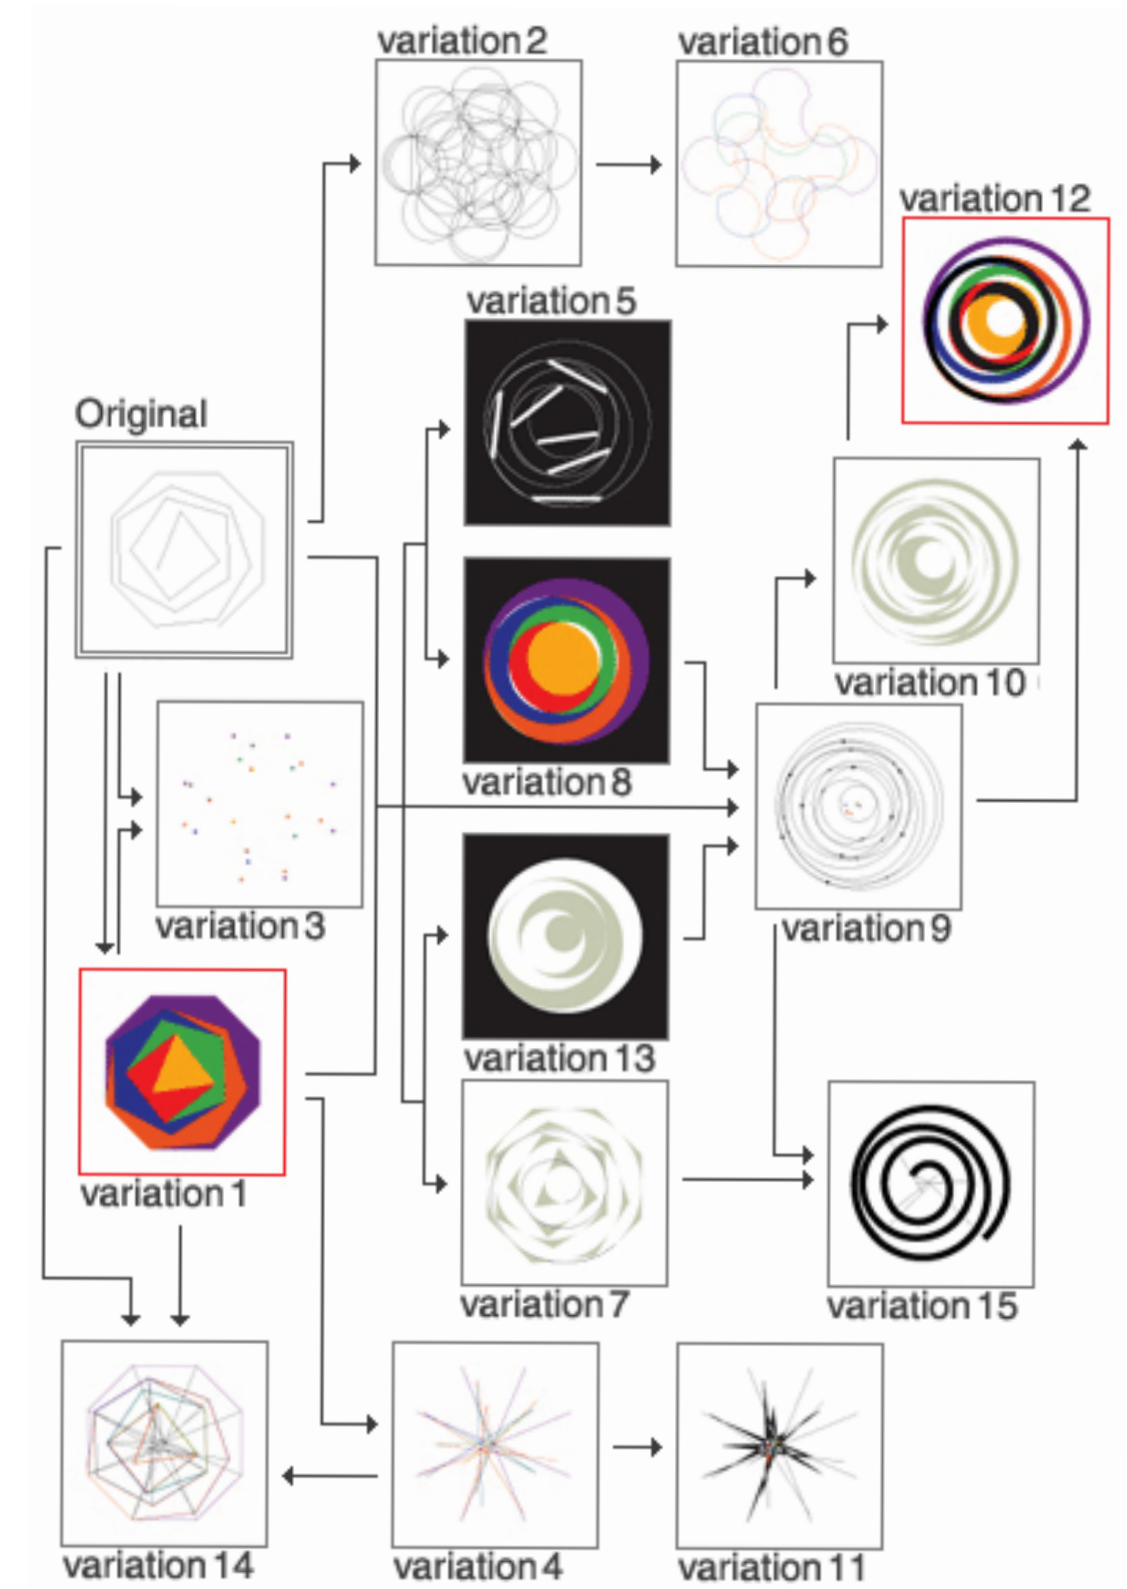 variation 2
variation 6
variation 12
variation 5
Original
variation 10
variation 8
variation 3
variation 9
variation 13
variation 1
variation 7
variation 15
variation 14
variation 4
variation 11